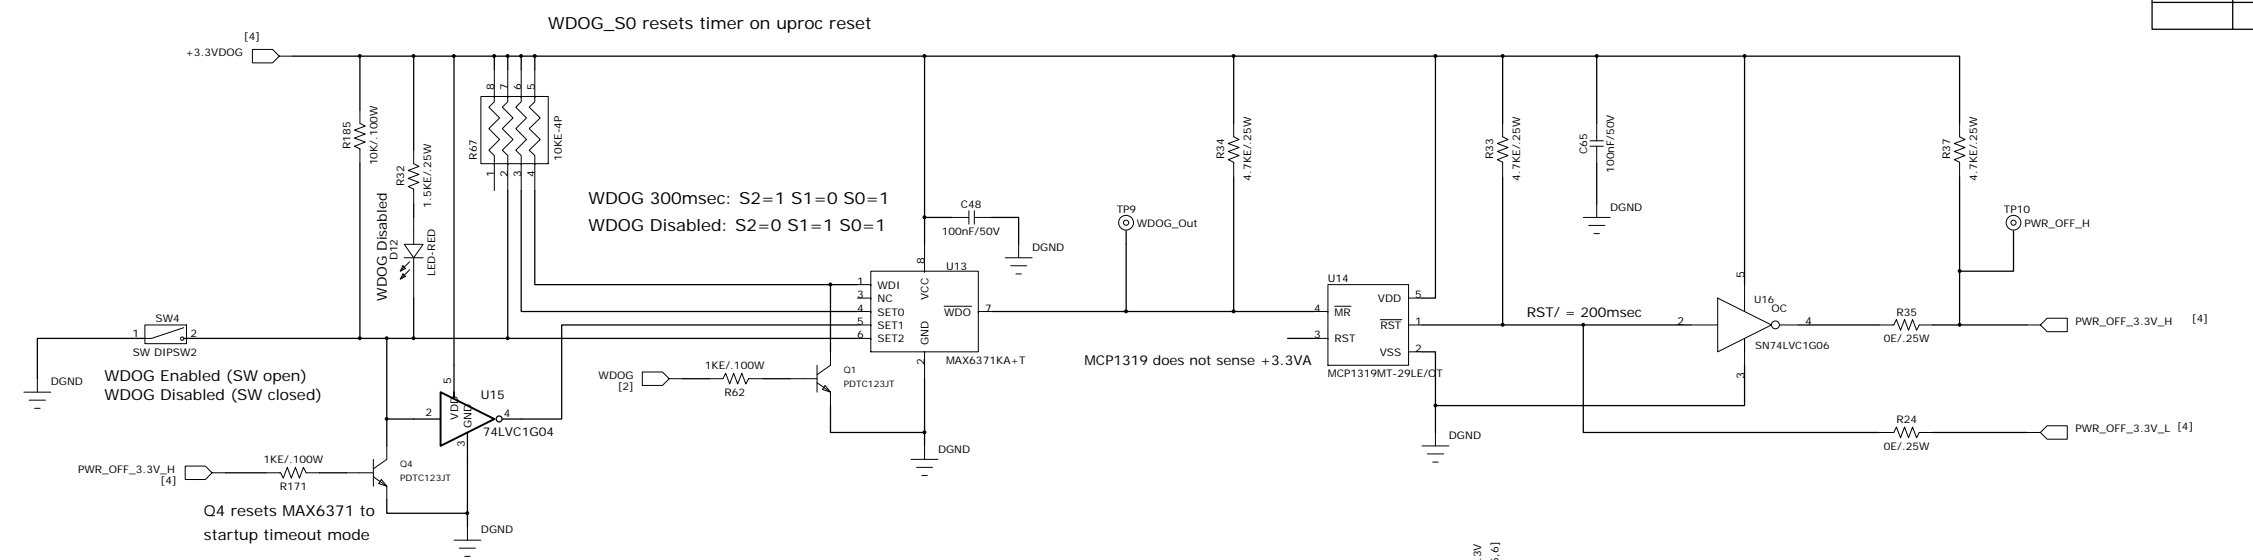 WDOG_S0 resets timer on uproc reset
[4]
+3.3VDOG
R185
10K/.100W
R32
1.5KE/.25W
WDOG Disabled
D12
LED-RED
8
7
6
5
R67
10KE-4P
1
2
3
4
WDOG 300msec: S2=1 S1=0 S0=1
WDOG Disabled: S2=0 S1=1 S0=1
C48
100nF/50V
DGND
8
U13
1
WDI
3
NC
4
SET0
5
SET1
6
SET2
VCC
GND
WDO
7
2
MAX6371KA+T
TP9
WDOG_Out
R34
4.7KE/.25W
U14
4
MR
3
RST
VDD
5
RST
1
VSS
2
MCP1319MT-29LE/OT
MCP1319 does not sense +3.3VA
R33
4.7KE/.25W
C65
100nF/50V
DGND
RST/ = 200msec
5
U16
OC
2
4
SN74LVC1G06
3
R37
4.7KE/.25W
TP10
PWR_OFF_H
R35
0E/.25W
PWR_OFF_3.3V_H
[4]
R24
0E/.25W
PWR_OFF_3.3V_L
[4]
DGND
SW4
1
2
SW DIPSW2
DGND
WDOG Enabled (SW open)
WDOG Disabled (SW closed)
5
U15
VDD
GND
2
4
3
74LVC1G04
WDOG
[2]
1KE/.100W
R62
Q1
PDTC123JT
DGND
PWR_OFF_3.3V_H
[4]
1KE/.100W
R171
Q4
PDTC123JT
DGND
Q4 resets MAX6371 to
startup timeout mode